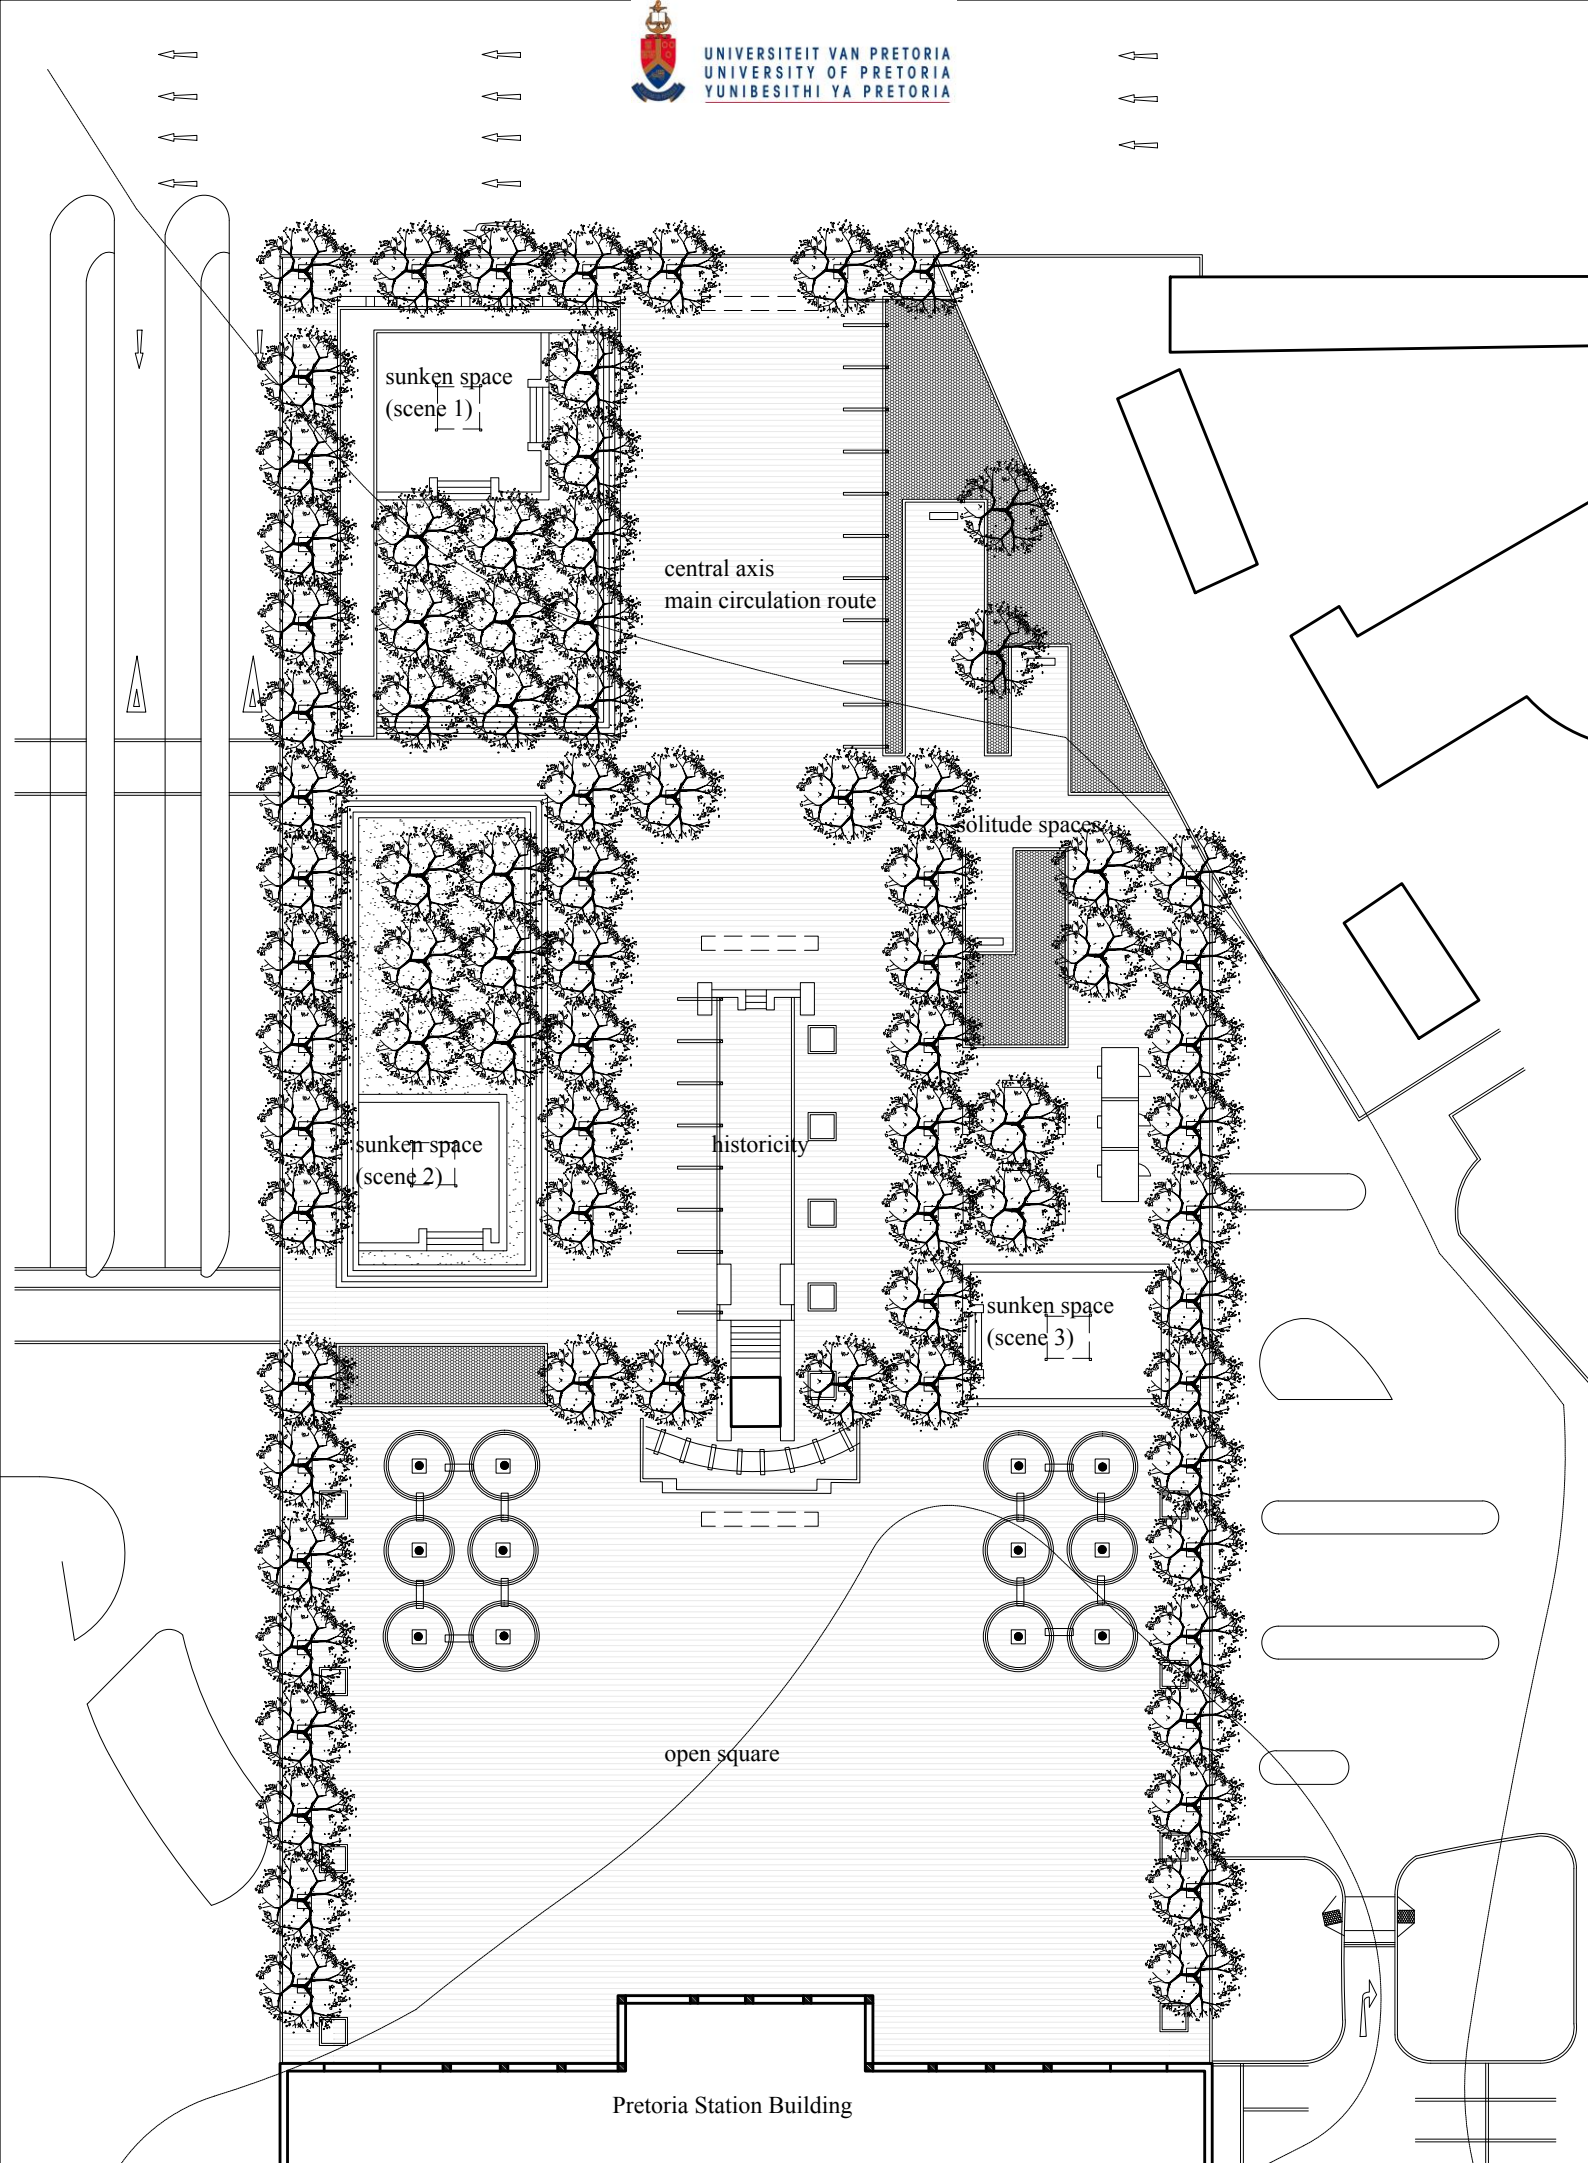 UNIVERSITEIT VAN PRETORIA
UNIVERSITY OF PRETORIA
YUNIBESITHI YA PRETORIA
sunken space
(scene 1)
central axis
main circulation route
solitude spaces
sunken space
(scene 2)
historicity
sunken space
(scene 3)
open square
Pretoria Station Building